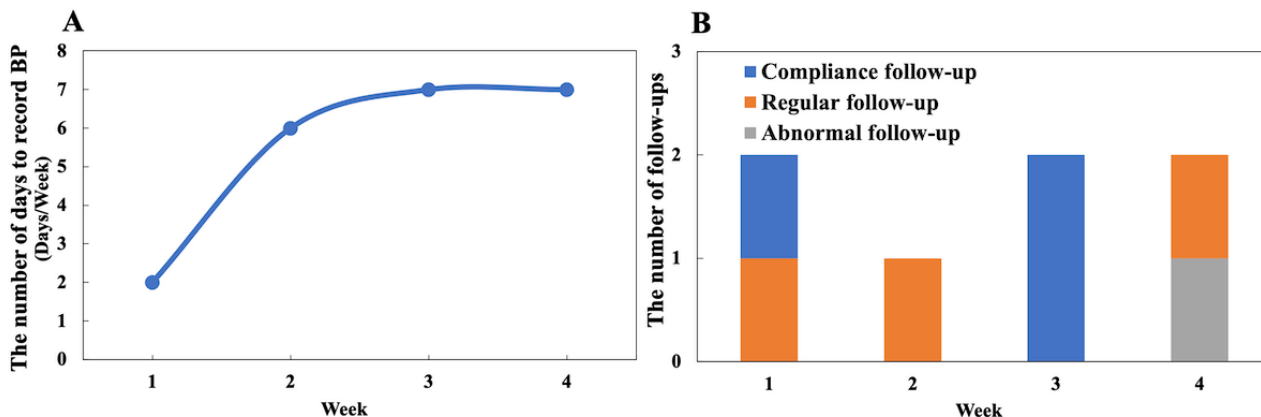 A
The number of days to record BP
(Days/Week)
8
7
6
5
4
3
2
1
0
1 2 3 4
Week
B
The number of follow-ups
3
2
1
0
Compliance follow-up
Regular follow-up
Abnormal follow-up
1 2 3 4
Week